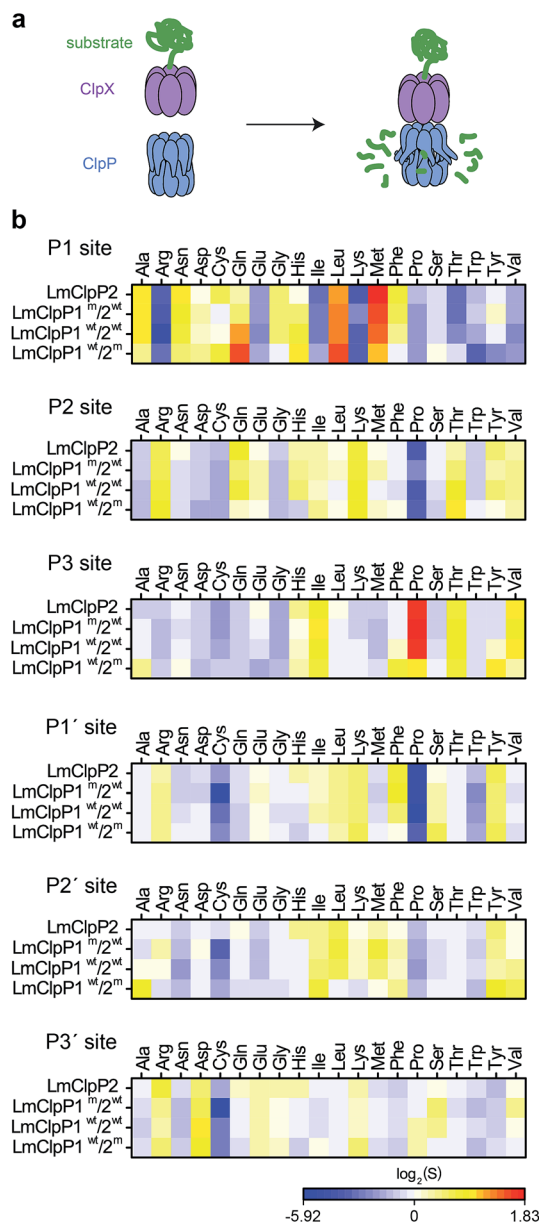 a
substrate
ClpX
ClpP
b
P1 site
Ala Arg Asn Asp Cys Gln Glu Gly His Ile Leu Lys Met Phe Pro Ser Thr Trp Tyr Val
LmClpP2
LmClpP1 m/2wt
LmClpP1 wt/2wt
LmClpP1 wt/2m
P2 site
Ala Arg Asn Asp Cys Gln Glu Gly His Ile Leu Lys Met Phe Pro Ser Thr Trp Tyr Val
LmClpP2
LmClpP1 m/2wt
LmClpP1 wt/2wt
LmClpP1 wt/2m
P3 site
Ala Arg Asn Asp Cys Gln Glu Gly His Ile Leu Lys Met Phe Pro Ser Thr Trp Tyr Val
LmClpP2
LmClpP1 m/2wt
LmClpP1 wt/2wt
LmClpP1 wt/2m
P1´ site
Ala Arg Asn Asp Cys Gln Glu Gly His Ile Leu Lys Met Phe Pro Ser Thr Trp Tyr Val
LmClpP2
LmClpP1 m/2wt
LmClpP1 wt/2wt
LmClpP1 wt/2m
P2´ site
Ala Arg Asn Asp Cys Gln Glu Gly His Ile Leu Lys Met Phe Pro Ser Thr Trp Tyr Val
LmClpP2
LmClpP1 m/2wt
LmClpP1 wt/2wt
LmClpP1 wt/2m
P3´ site
Ala Arg Asn Asp Cys Gln Glu Gly His Ile Leu Lys Met Phe Pro Ser Thr Trp Tyr Val
LmClpP2
LmClpP1 m/2wt
LmClpP1 wt/2wt
LmClpP1 wt/2m
log2(S)
-5.92 0 1.83